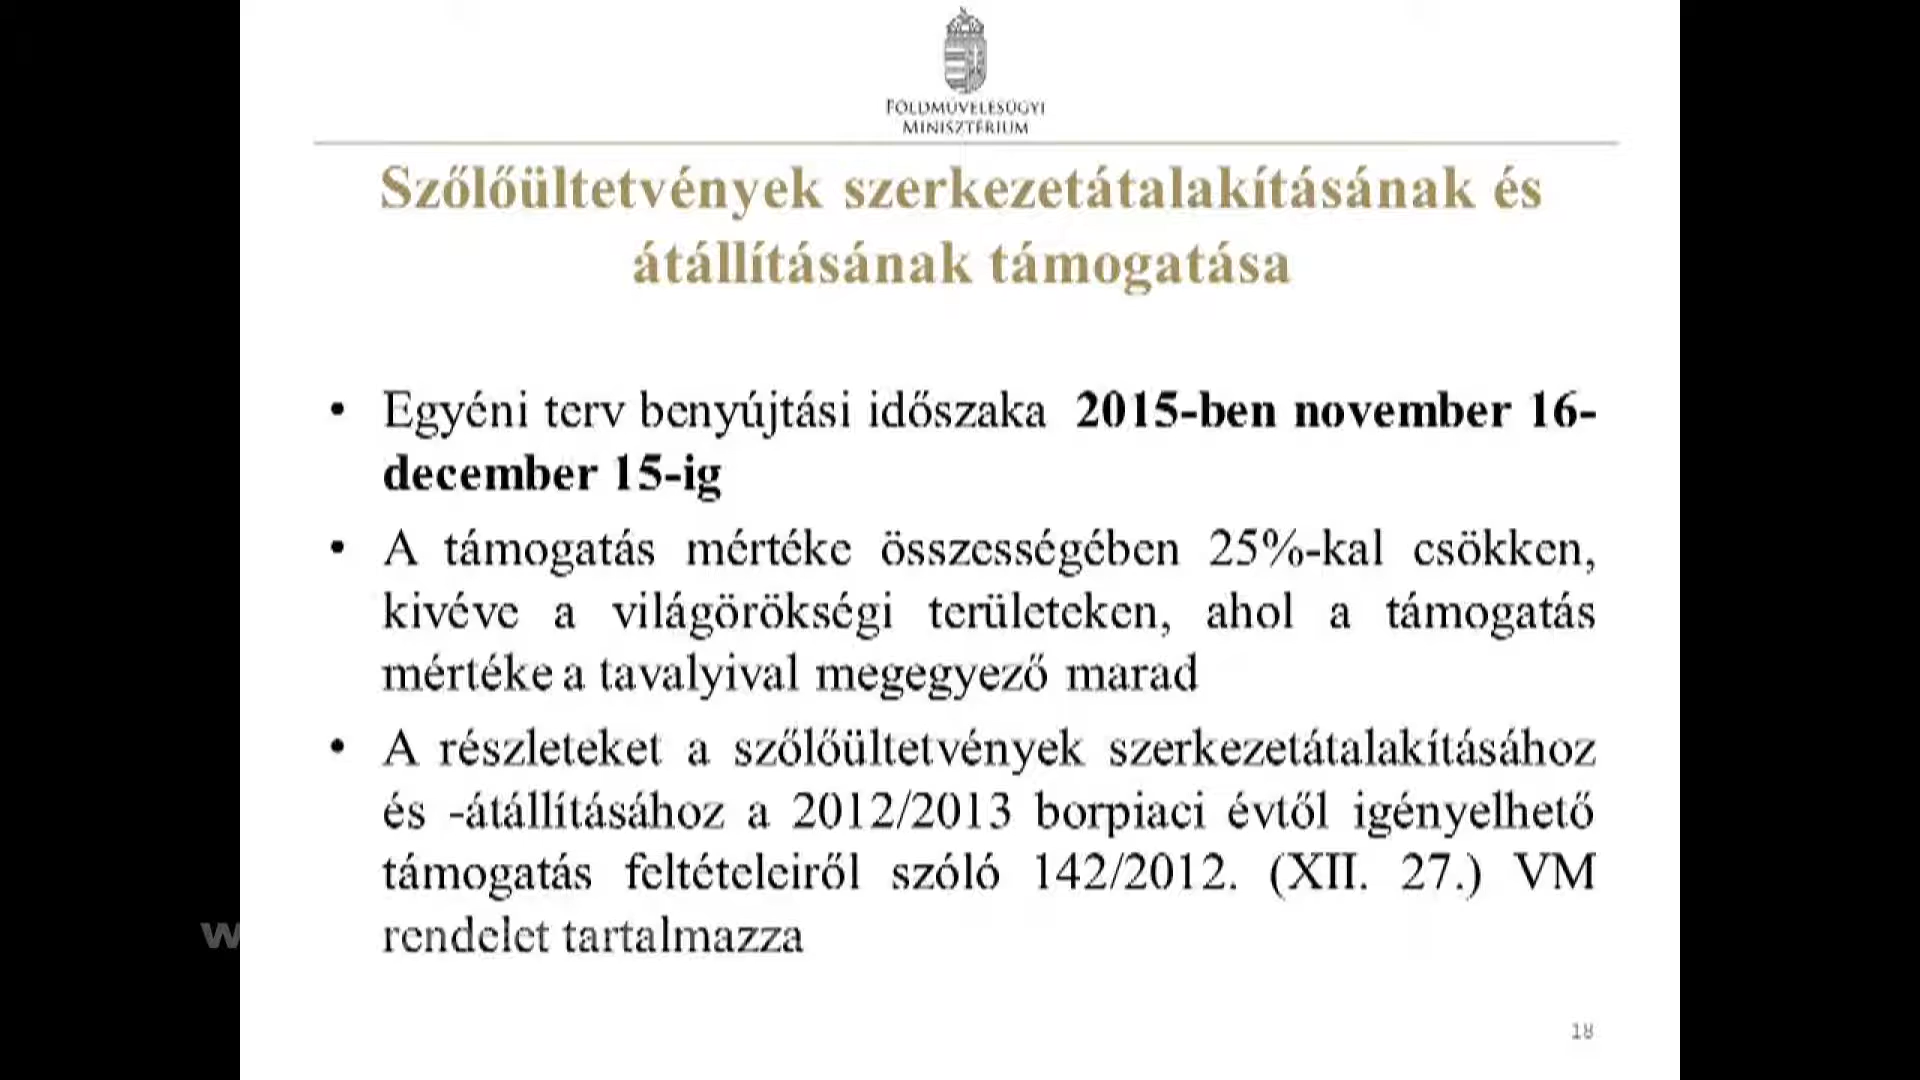 FÖLDMŰVELÉSÜGYI
MINISZTÉRIUM
Szőlőültetvények szerkezetátalakításának és
átállításának támogatása
• Egyéni terv benyújtási időszaka 2015-ben november 16-
december 15-ig
• A támogatás mértéke összességében 25%-kal csökken,
kivéve a világörökségi területeken, ahol a támogatás
mértéke a tavalyival megegyező marad
• A részleteket a szőlőültetvények szerkezetátalakításához
és -átállításához a 2012/2013 borpiaci évtől igényelhető
támogatás feltételeiről szóló 142/2012. (XII. 27.) VM
rendelet tartalmazza
18